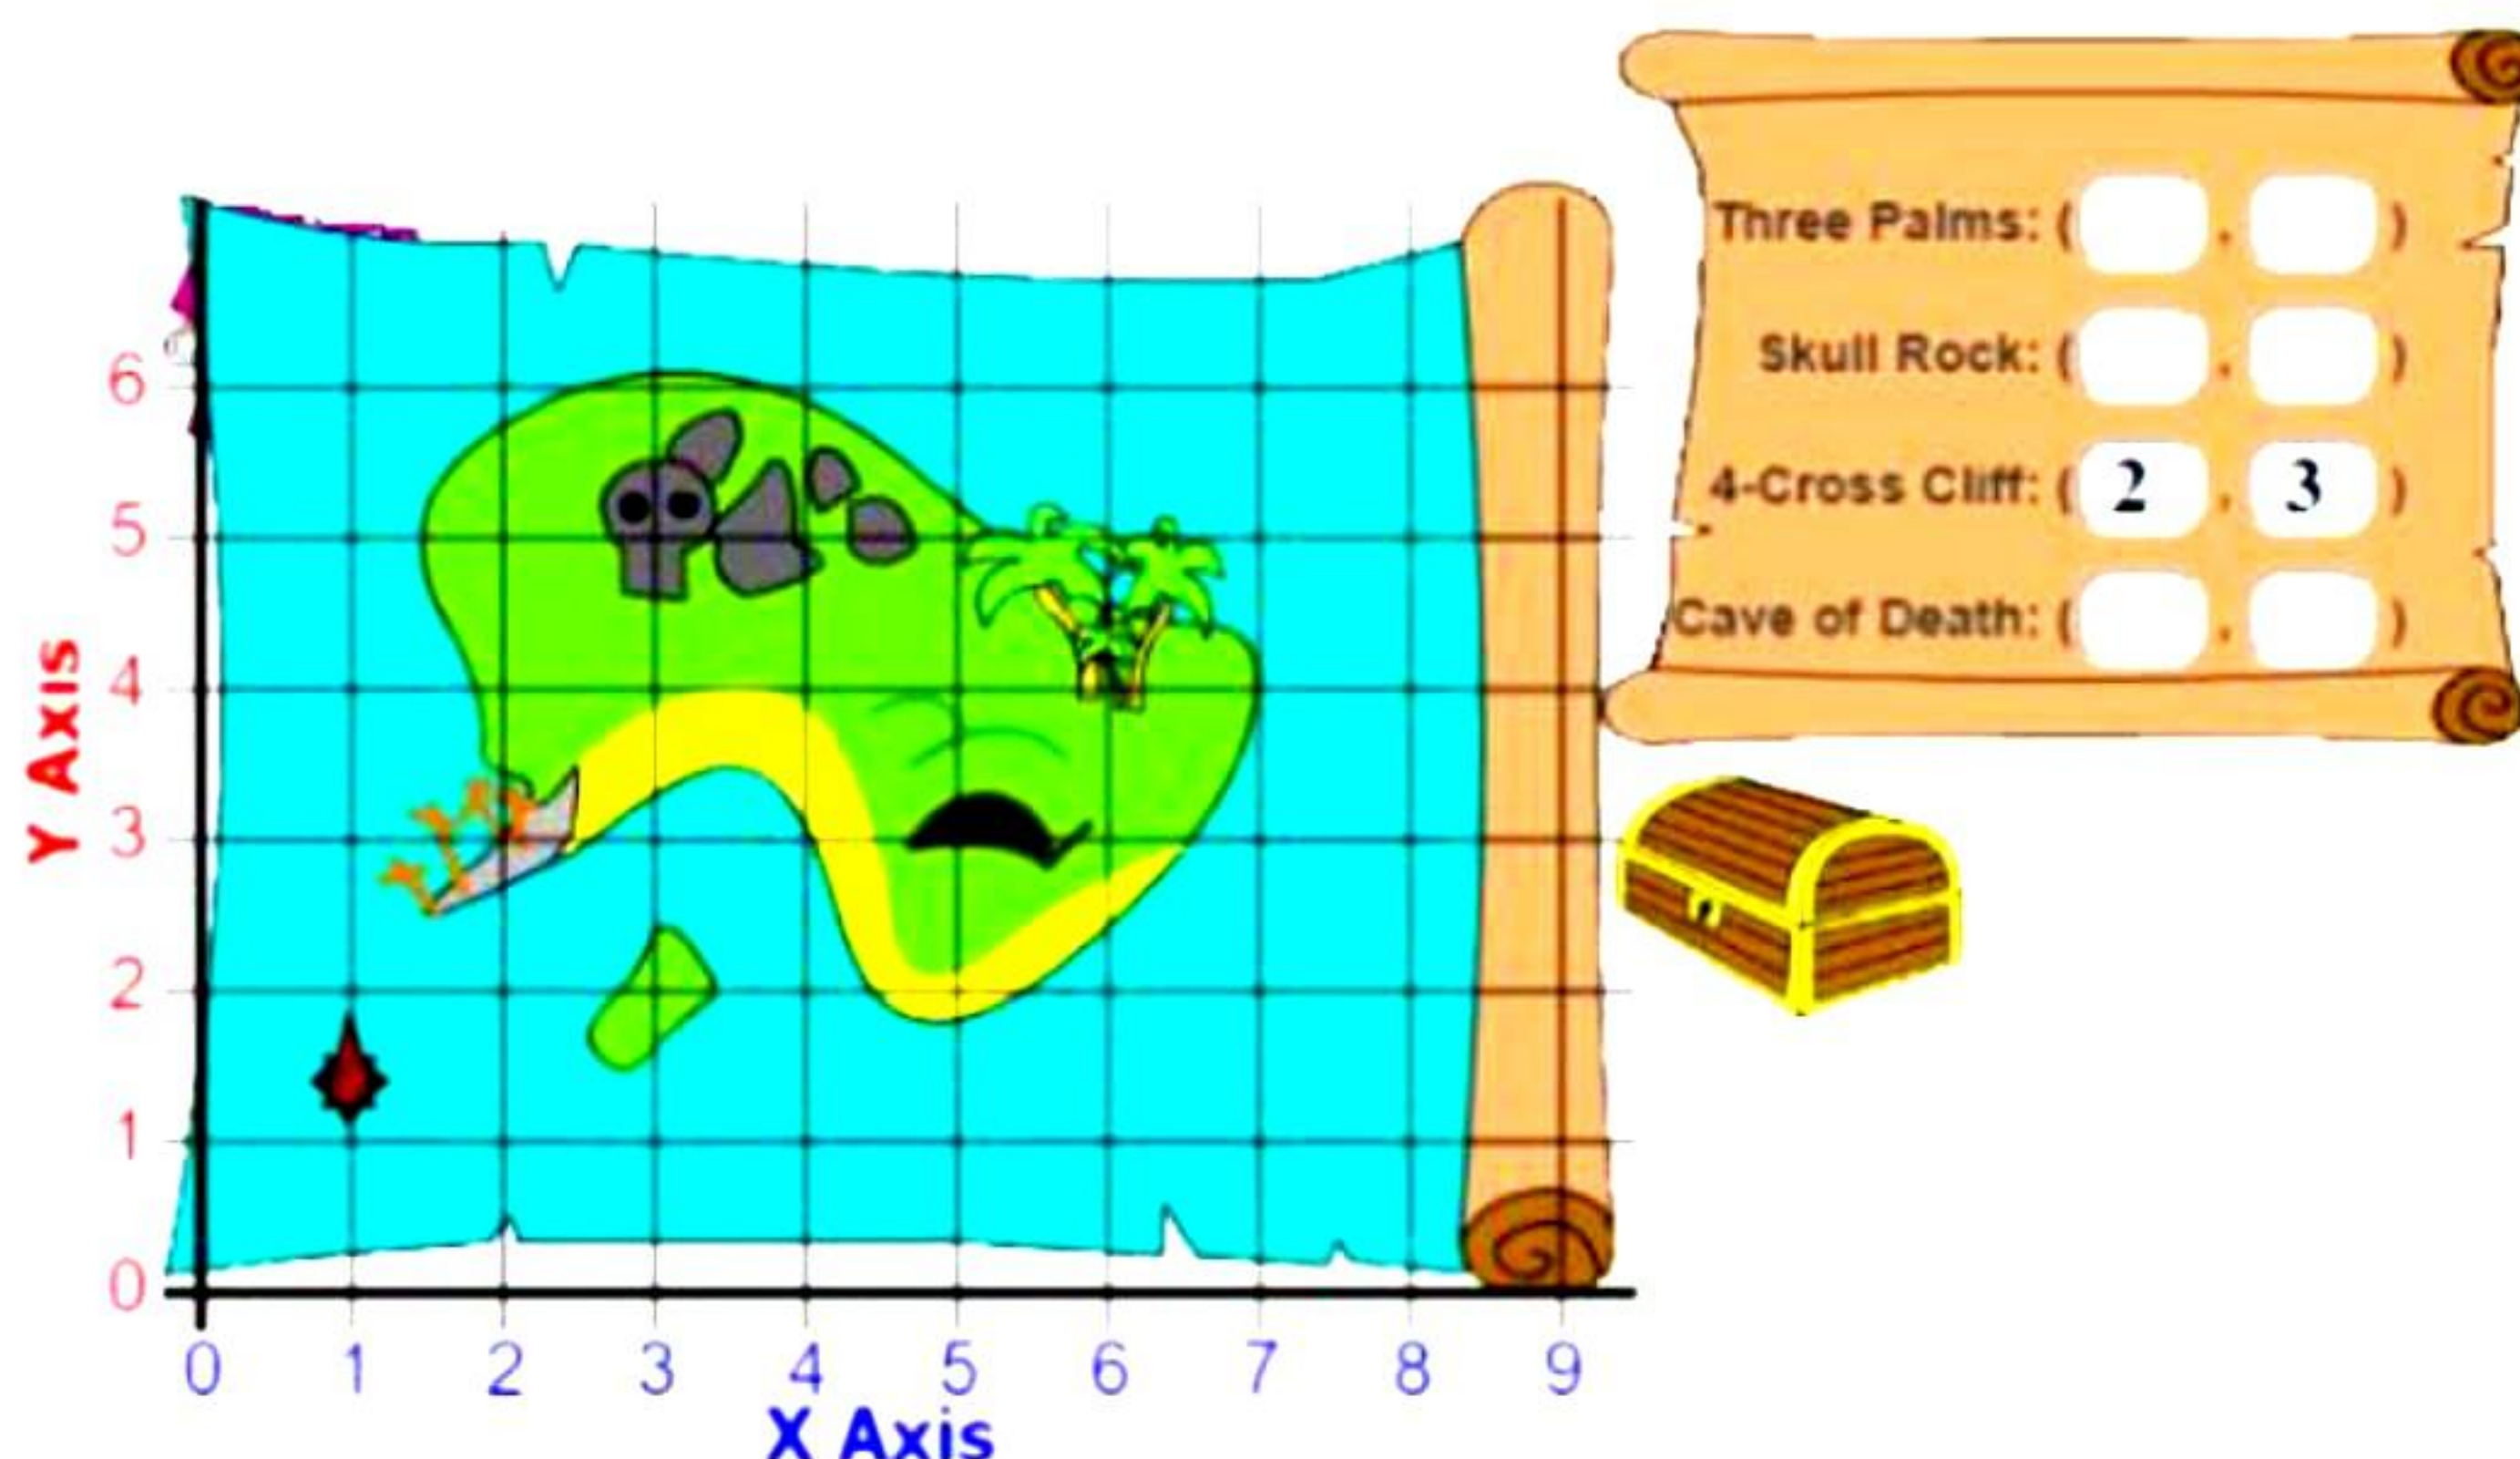 Three Palms: ( , )
Skull Rock: ( , )
4-Cross Cliff: ( 2 , 3 )
Cave of Death: ( , )
6
5
4
3
2
1
0
Y Axis
0 1 2 3 4 5 6 7 8 9
X Axis